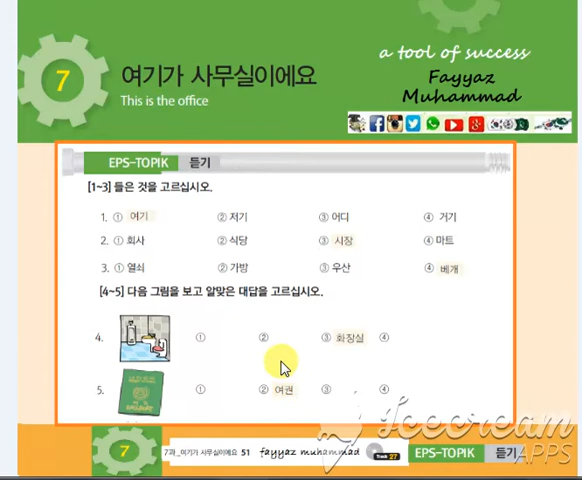 7
여기가 사무실이에요
This is the office
a tool of success
Fayyaz
Muhammad
EPS-TOPIK 듣기
[1~3] 들은 것을 고르십시오.
1. ① 여기 ② 저기 ③ 어디 ④ 거기
2. ① 회사 ② 식당 ③ 시장 ④ 마트
3. ① 열쇠 ② 가방 ③ 우산 ④ 베개
[4~5] 다음 그림을 보고 알맞은 대답을 고르십시오.
4. ① ② ③ 화장실 ④
5. ① ② 여권 ③ ④
7
7과_여기가 사무실이에요 51 fayyaz muhammad Track 27
EPS-TOPIK 듣기
Icecream
APPS